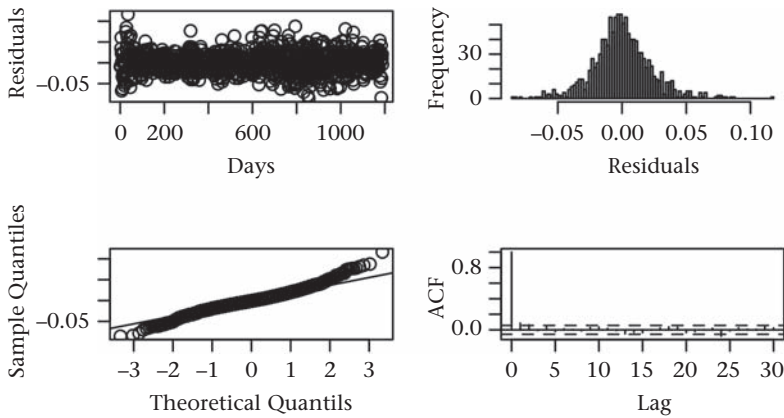 Residuals
−0.05
0 200 600 1000
Days
Frequency
30
0
−0.05 0.00 0.05 0.10
Residuals
Sample Quantiles
−0.05
−3 −2 −1 0 1 2 3
Theoretical Quantils
ACF
0.8
0.0
0 5 10 15 20 25 30
Lag